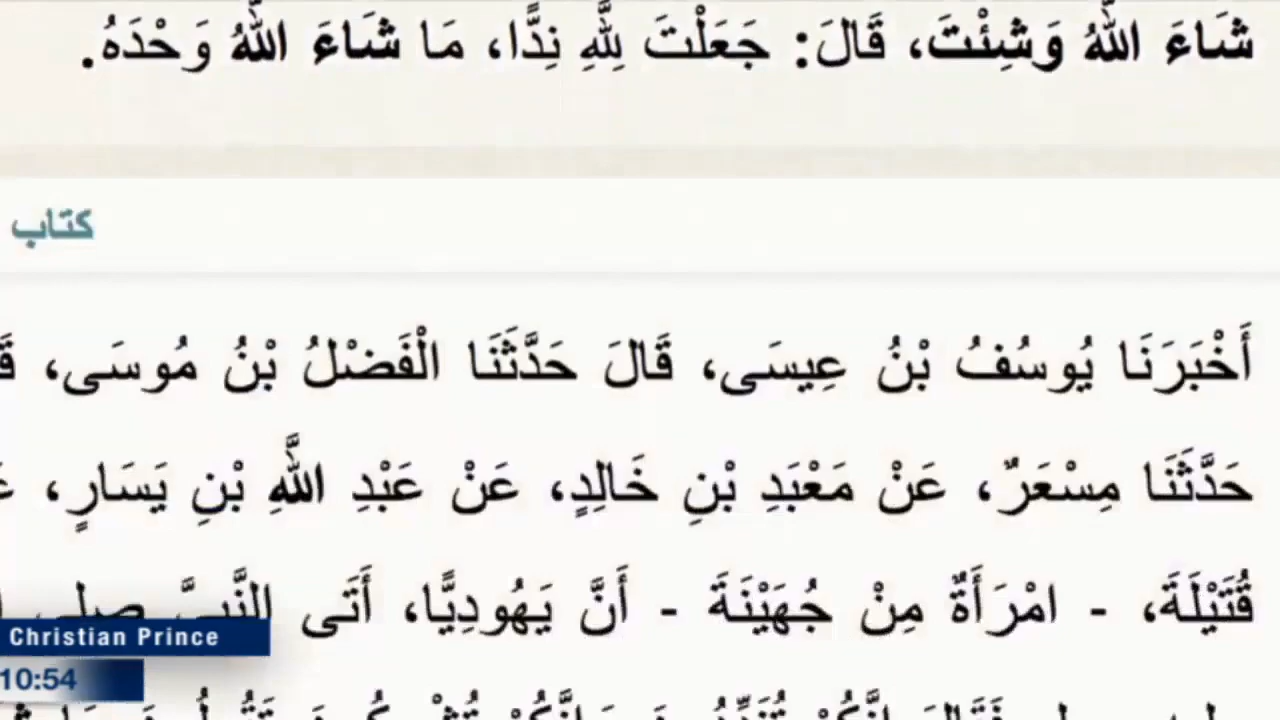 شَاءَ اللَّهُ وَشِئْتَ، قَالَ: جَعَلْتَ لِلَّهِ نِدًّا، مَا شَاءَ اللَّهُ وَحْدَهُ.
كتاب
أَخْبَرَنَا يُوسُفُ بْنُ عِيسَى، قَالَ حَدَّثَنَا الْفَضْلُ بْنُ مُوسَى،
حَدَّثَنَا مِسْعَرٌ، عَنْ مَعْبَدِ بْنِ خَالِدٍ، عَنْ عَبْدِ اللَّهِ بْنِ يَسَارٍ،
قُتَيْلَةَ، - امْرَأَةٌ مِنْ جُهَيْنَةَ - أَنَّ يَهُودِيًّا، أَتَى النَّبِيَّ صلى
Christian Prince
10:54